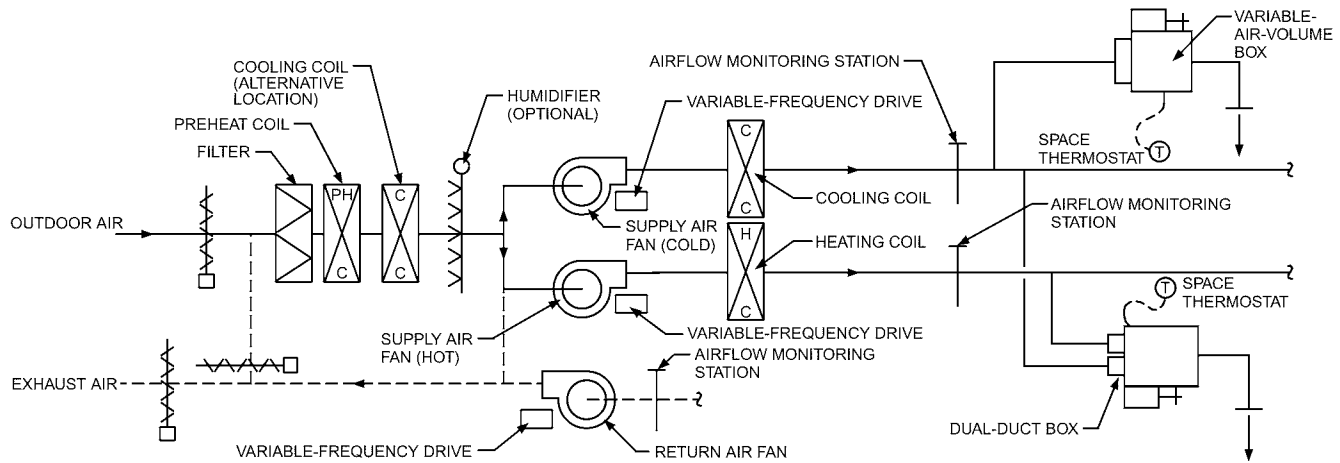 VARIABLE-
AIR-VOLUME
BOX
COOLING COIL
(ALTERNATIVE
LOCATION)
PREHEAT COIL
FILTER
HUMIDIFIER
(OPTIONAL)
AIRFLOW MONITORING STATION
VARIABLE-FREQUENCY DRIVE
SPACE
THERMOSTAT
T
PH
C
C
C
C
C
OUTDOOR AIR
SUPPLY AIR
FAN (COLD)
COOLING COIL
AIRFLOW MONITORING
STATION
H
C
HEATING COIL
T
SPACE
THERMOSTAT
SUPPLY AIR
FAN (HOT)
VARIABLE-FREQUENCY DRIVE
AIRFLOW MONITORING
STATION
EXHAUST AIR
VARIABLE-FREQUENCY DRIVE
RETURN AIR FAN
DUAL-DUCT BOX